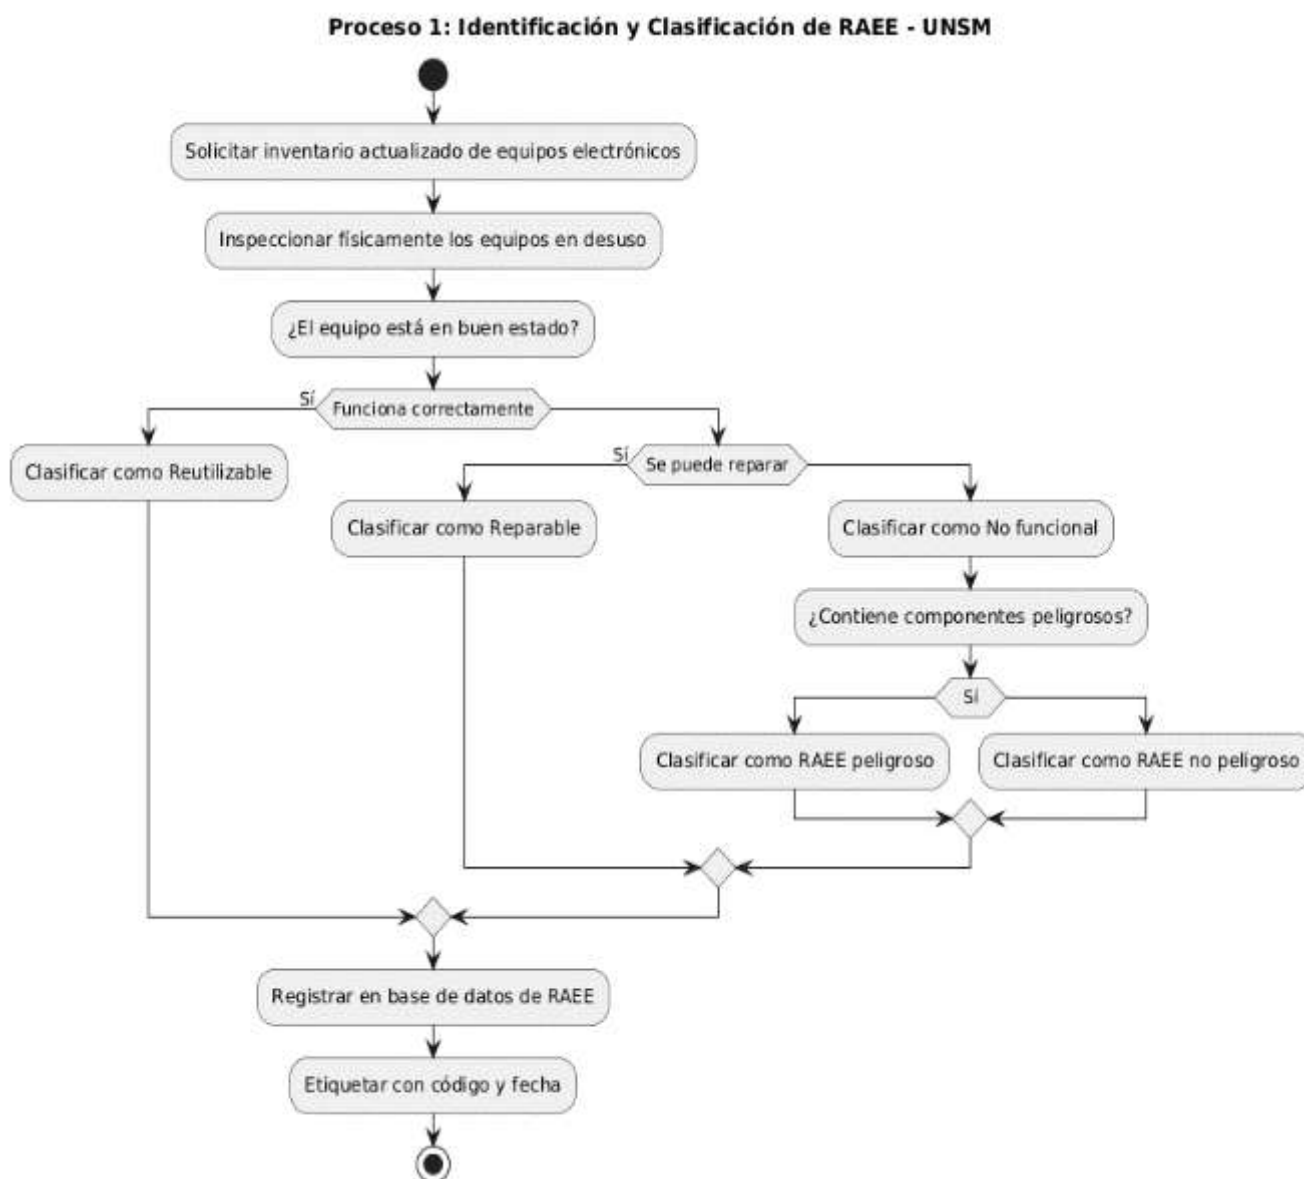 Proceso 1: Identificación y Clasificación de RAEE - UNSM
Solicitar inventario actualizado de equipos electrónicos
Inspeccionar físicamente los equipos en desuso
¿El equipo está en buen estado?
Sí
Funciona correctamente
Clasificar como Reutilizable
Sí
Se puede reparar
Clasificar como Reparable
Clasificar como No funcional
¿Contiene componentes peligrosos?
Sí
Clasificar como RAEE peligroso
Clasificar como RAEE no peligroso
Registrar en base de datos de RAEE
Etiquetar con código y fecha